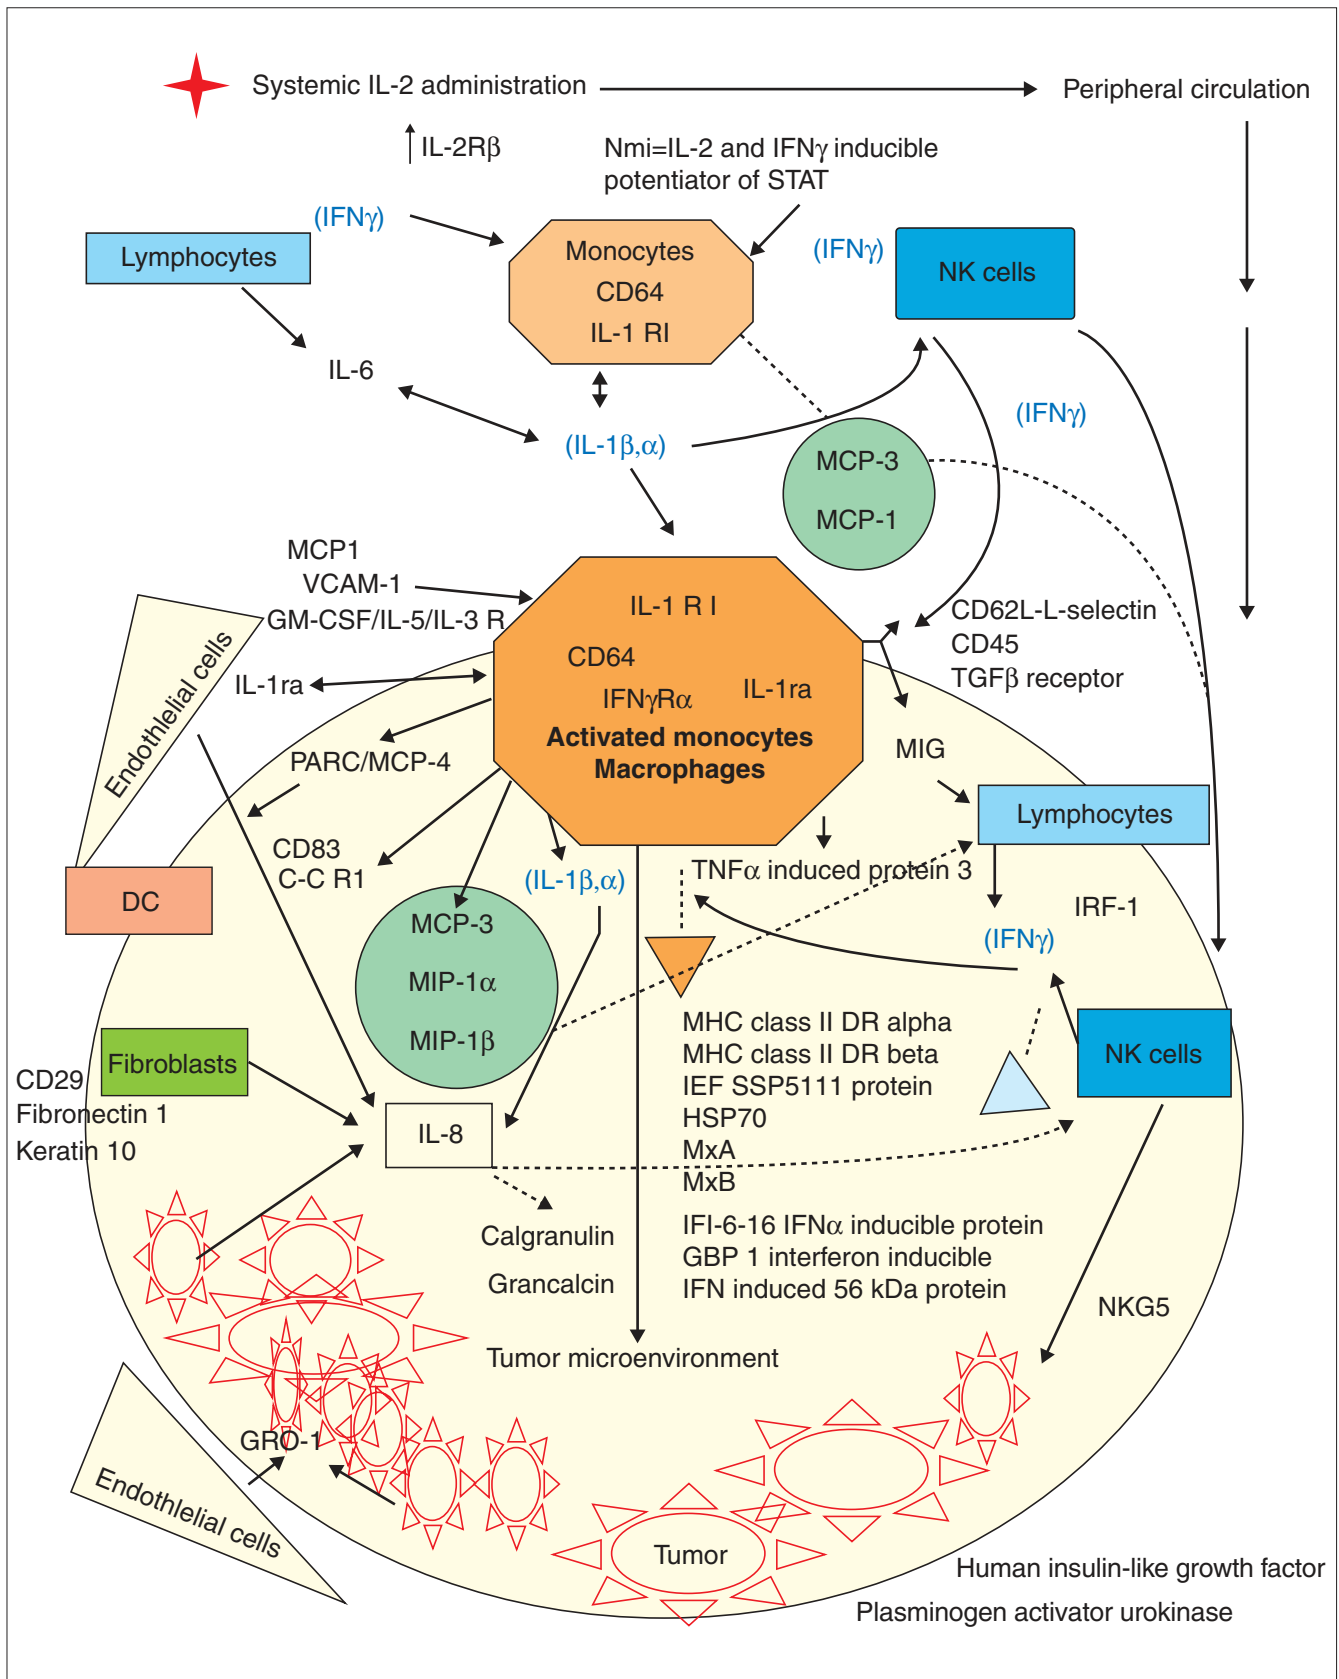 Systemic IL-2 administration
Peripheral circulation
IL-2Rβ
Nmi=IL-2 and IFNγ inducible
potentiator of STAT
(IFNγ)
Lymphocytes
Monocytes
CD64
IL-1 RI
(IFNγ)
NK cells
IL-6
(IL-1β,α)
(IFNγ)
MCP-3
MCP-1
MCP1
VCAM-1
GM-CSF/IL-5/IL-3 R
IL-1 R I
CD64
IFNγRα
IL-1ra
Activated monocytes
Macrophages
CD62L-L-selectin
CD45
TGFβ receptor
Endothlelial cells
IL-1ra
PARC/MCP-4
MIG
Lymphocytes
CD83
C-C R1
(IL-1β,α)
TNFα induced protein 3
DC
IRF-1
(IFNγ)
MCP-3
MIP-1α
MIP-1β
MHC class II DR alpha
MHC class II DR beta
IEF SSP5111 protein
HSP70
MxA
MxB
IFI-6-16 IFNα inducible protein
GBP 1 interferon inducible
IFN induced 56 kDa protein
NK cells
Fibroblasts
CD29
Fibronectin 1
Keratin 10
IL-8
Calgranulin
Grancalcin
NKG5
Tumor microenvironment
GRO-1
Endothlelial cells
Tumor
Human insulin-like growth factor
Plasminogen activator urokinase